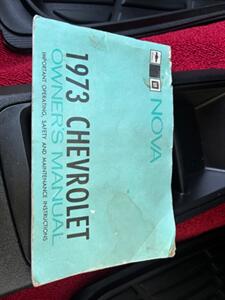 NOVA
1973 CHEVROLET
OWNER'S MANUAL
IMPORTANT OPERATING, SAFETY AND MAINTENANCE INSTRUCTIONS